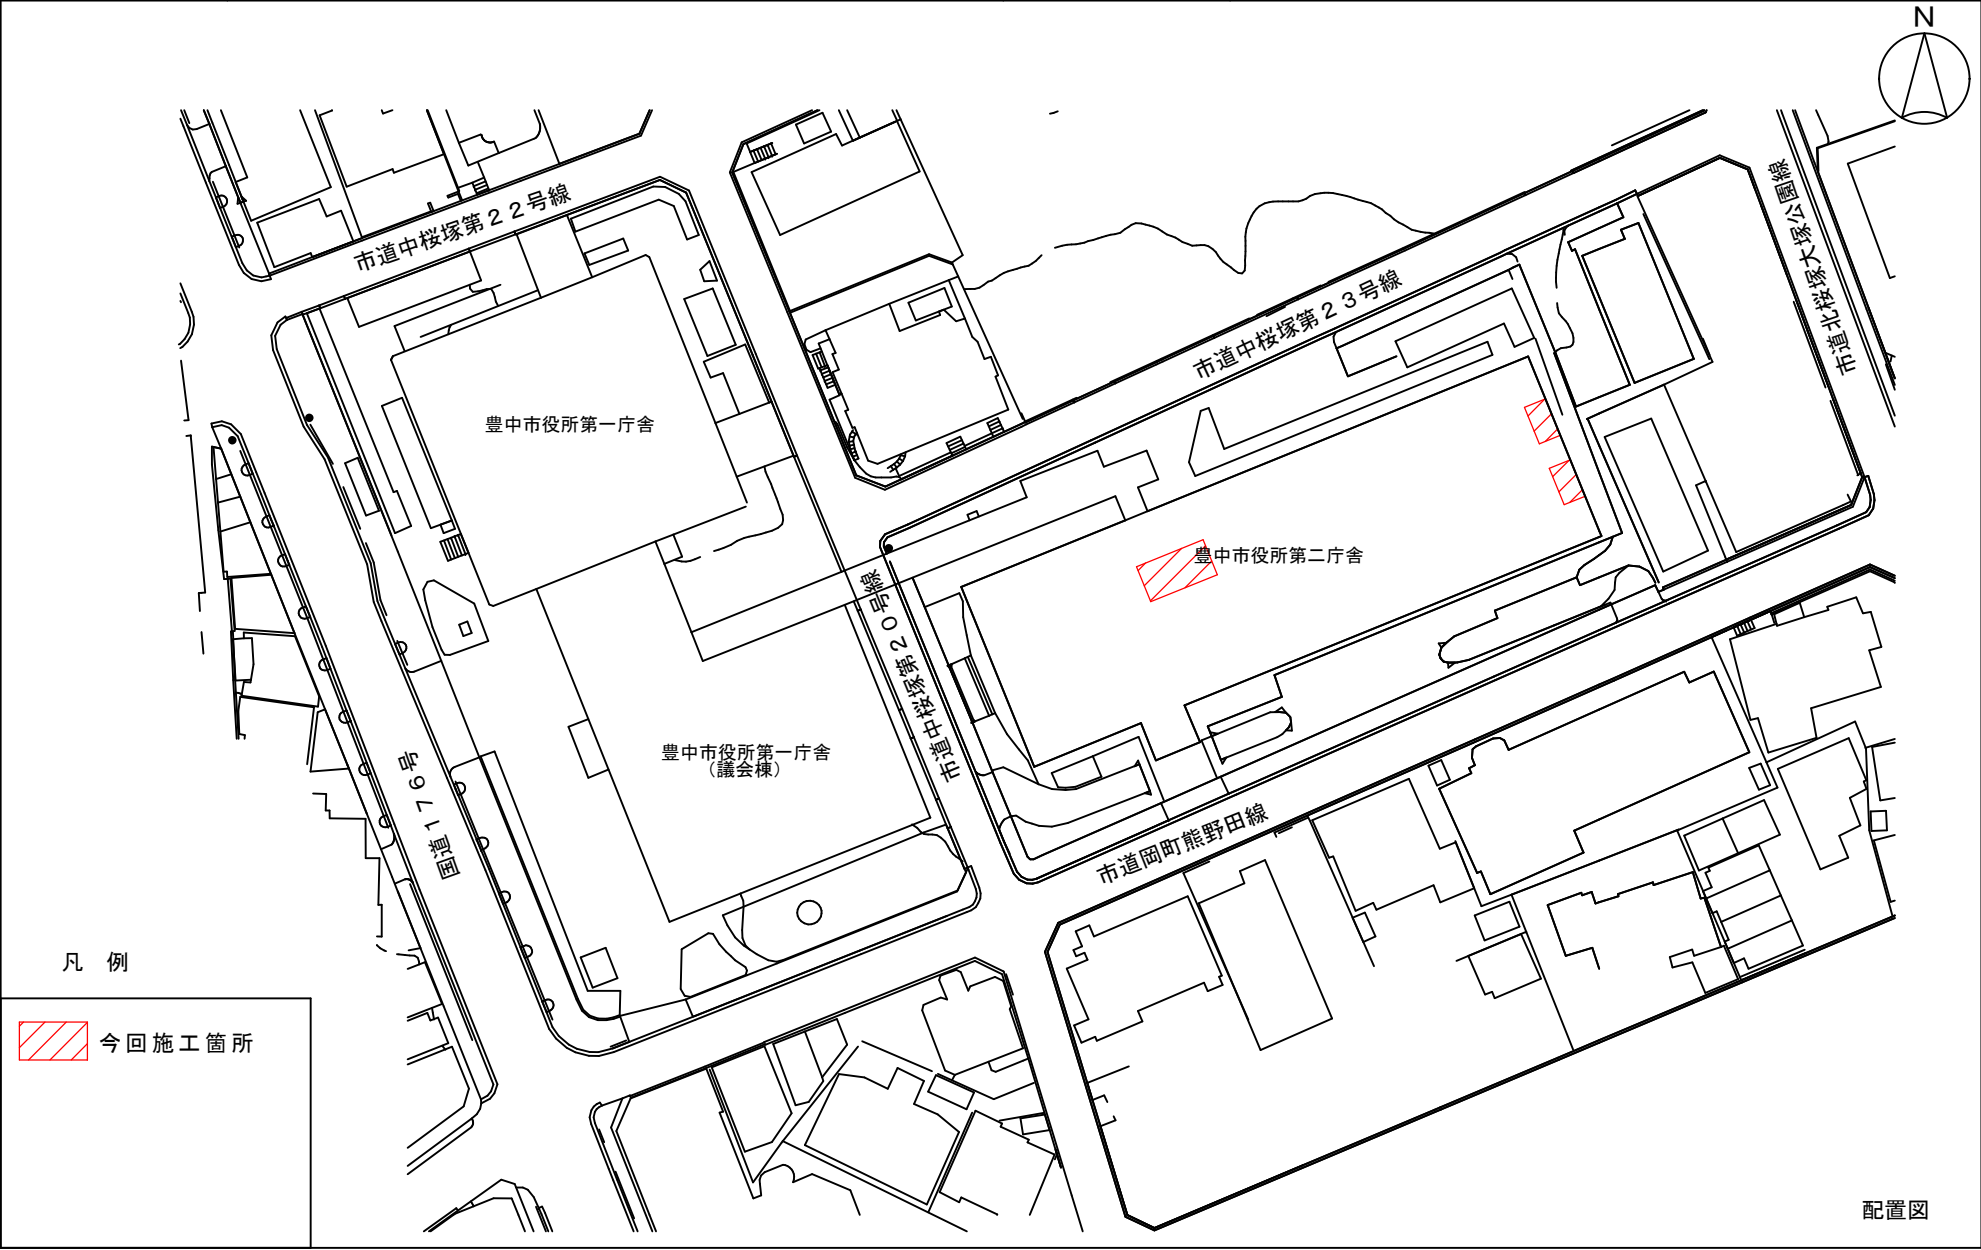 N
市道中桜塚第２２号線
市道北桜塚大塚公園線
市道中桜塚第２３号線
豊中市役所第一庁舎
豊中市役所第二庁舎
市道中桜塚第２０号線
豊中市役所第一庁舎
（議会棟）
国道１７６号
市道岡町熊野田線
凡　例
今回施工箇所
配置図